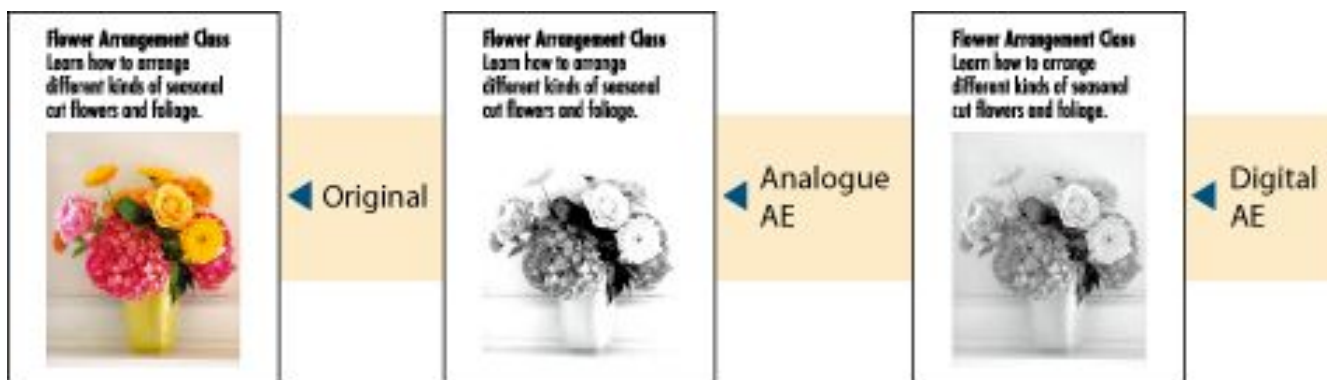 Flower Arrangement Class
Learn how to arrange
different kinds of seasonal
cut flowers and foliage.
Original
Flower Arrangement Class
Learn how to arrange
different kinds of seasonal
cut flowers and foliage.
Analogue
AE
Flower Arrangement Class
Learn how to arrange
different kinds of seasonal
cut flowers and foliage.
Digital
AE